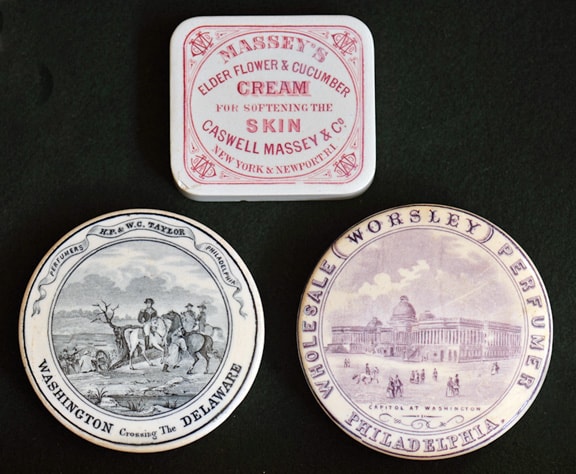 MASSEY'S
ELDER FLOWER & CUCUMBER
CREAM
FOR SOFTENING THE
SKIN
CASWELL MASSEY & Co
NEW YORK & NEWPORT. R.I.
PERFUMERS H.P. & W.C. TAYLOR PHILADELPHIA
WASHINGTON Crossing The DELAWARE
WHOLESALE (WORSLEY) PERFUMER
CAPITOL AT WASHINGTON
PHILADELPHIA.